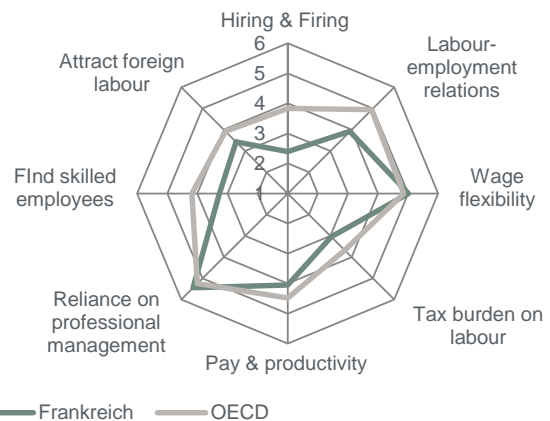 Hiring & Firing
6
5
4
3
2
1
Labour-
employment
relations
Wage
flexibility
Tax burden on
labour
Pay & productivity
Reliance on
professional
management
FInd skilled
employees
Attract foreign
labour
Frankreich
OECD